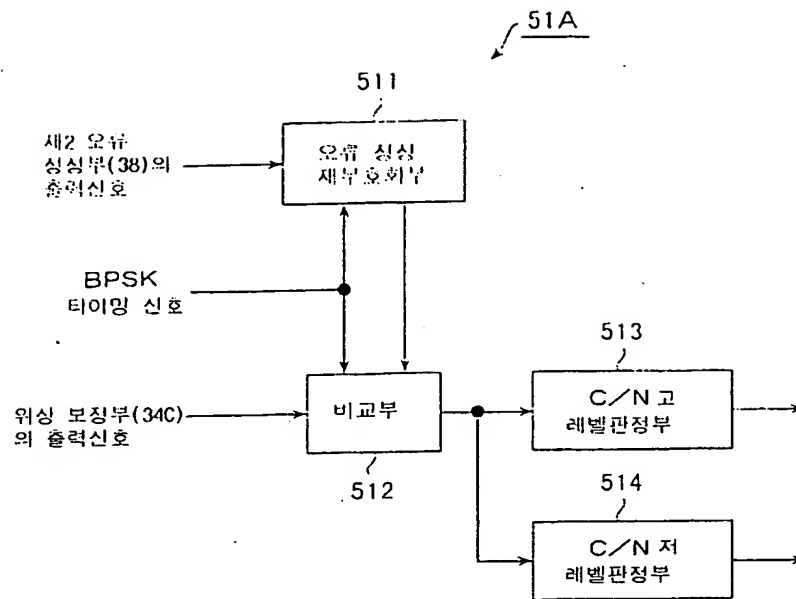 51A
511
제2 오류
정정부(38)의
출력신호
오류 정정
재부호화부
BPSK
타이밍 신호
513
C/N 고
레벨판정부
위상 보정부(34C)
의 출력신호
비교부
512
514
C/N 저
레벨판정부